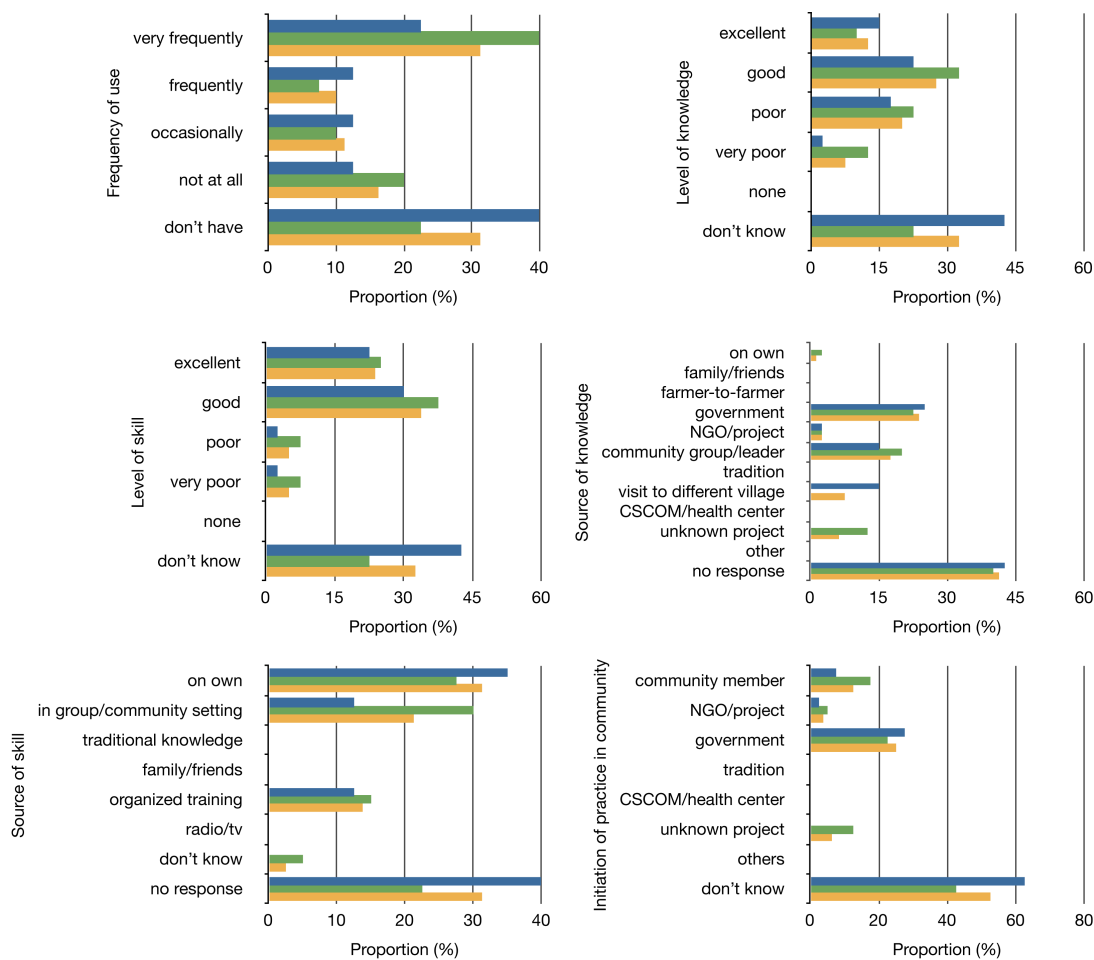 Frequency of use
very frequently
frequently
occasionally
not at all
don’t have
0 10 20 30 40
Proportion (%)
Level of knowledge
excellent
good
poor
very poor
none
don’t know
0 15 30 45 60
Proportion (%)
Level of skill
excellent
good
poor
very poor
none
don’t know
0 15 30 45 60
Proportion (%)
Source of knowledge
on own
family/friends
farmer-to-farmer
government
NGO/project
community group/leader
tradition
visit to different village
CSCOM/health center
unknown project
other
no response
0 15 30 45 60
Proportion (%)
Source of skill
on own
in group/community setting
traditional knowledge
family/friends
organized training
radio/tv
don’t know
no response
0 10 20 30 40
Proportion (%)
Initiation of practice in community
community member
NGO/project
government
tradition
CSCOM/health center
unknown project
others
don’t know
0 20 40 60 80
Proportion (%)